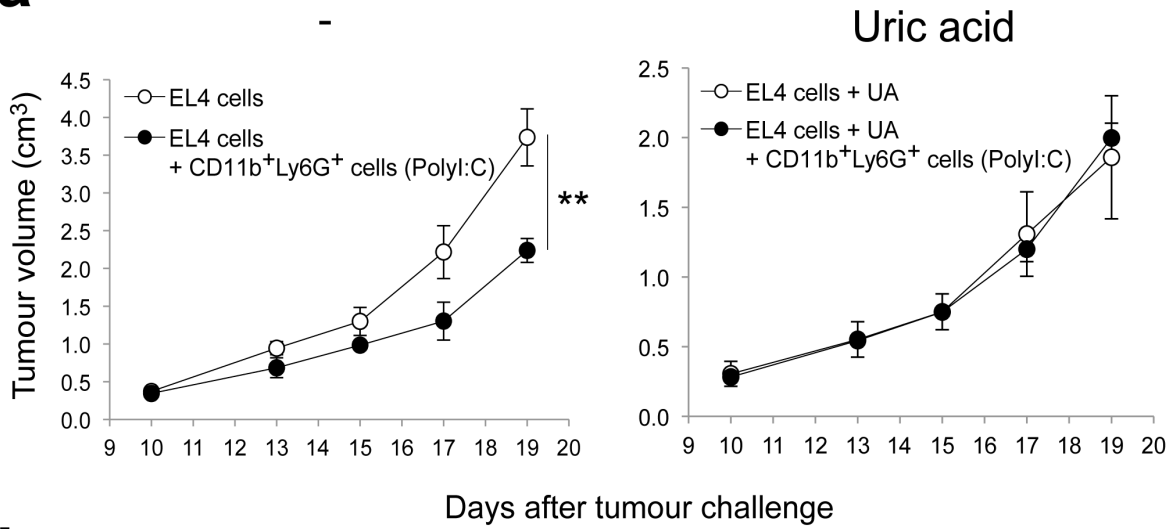 a
-
Uric acid
Tumour volume (cm³)
4.5
4.0
3.5
3.0
2.5
2.0
1.5
1.0
0.5
0.0
EL4 cells
EL4 cells
+ CD11b⁺Ly6G⁺ cells (PolyI:C)
**
9 10 11 12 13 14 15 16 17 18 19 20
2.5
2.0
1.5
1.0
0.5
0.0
EL4 cells + UA
EL4 cells + UA
+ CD11b⁺Ly6G⁺ cells (PolyI:C)
9 10 11 12 13 14 15 16 17 18 19 20
Days after tumour challenge